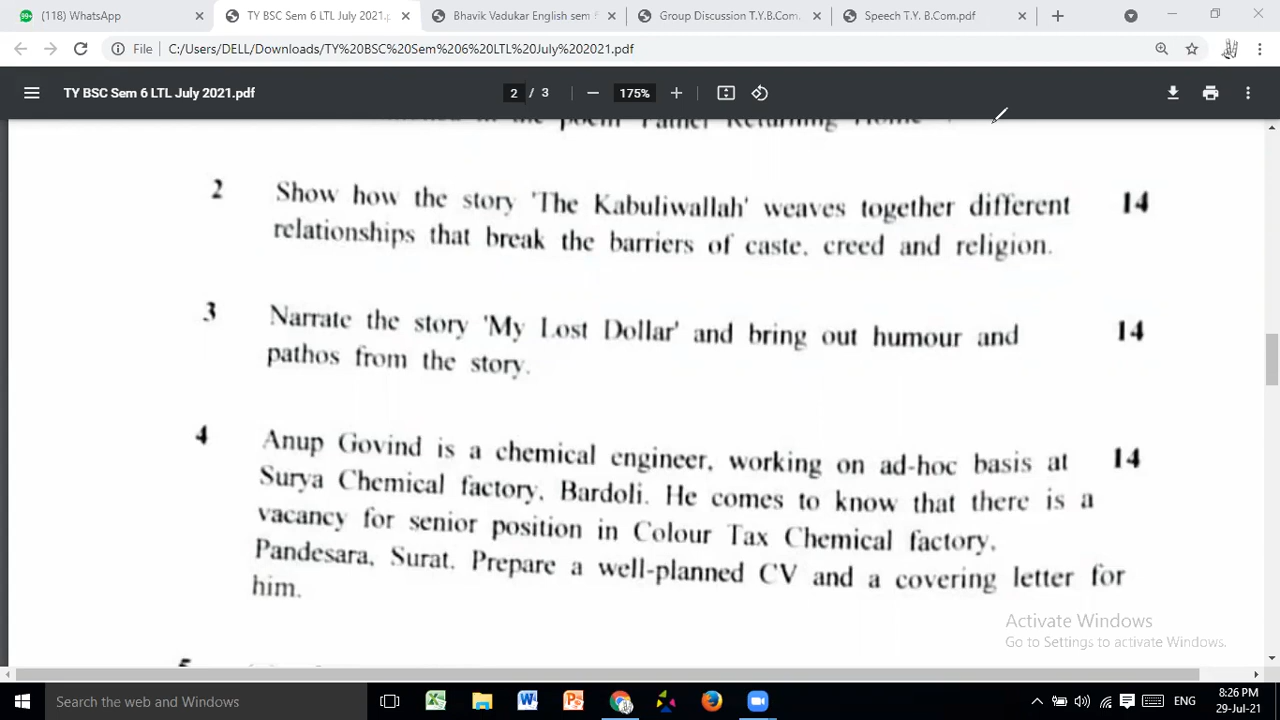 (118) WhatsApp
TY BSC Sem 6 LTL July 2021.p
Bhavik Vadukar English sem 6
Group Discussion T.Y.B.Com.
Speech T.Y. B.Com.pdf
File
C:/Users/DELL/Downloads/TY%20BSC%20Sem%206%20LTL%20July%202021.pdf
TY BSC Sem 6 LTL July 2021.pdf
2 / 3
175%
the poem Father Returning Home
2 Show how the story 'The Kabuliwallah' weaves together different 14
relationships that break the barriers of caste, creed and religion.
3 Narrate the story 'My Lost Dollar' and bring out humour and 14
pathos from the story.
4 Anup Govind is a chemical engineer, working on ad-hoc basis at 14
Surya Chemical factory, Bardoli. He comes to know that there is a
vacancy for senior position in Colour Tax Chemical factory,
Pandesara, Surat. Prepare a well-planned CV and a covering letter for
him.
5
Activate Windows
Go to Settings to activate Windows.
Search the web and Windows
ENG
8:26 PM
29-Jul-21